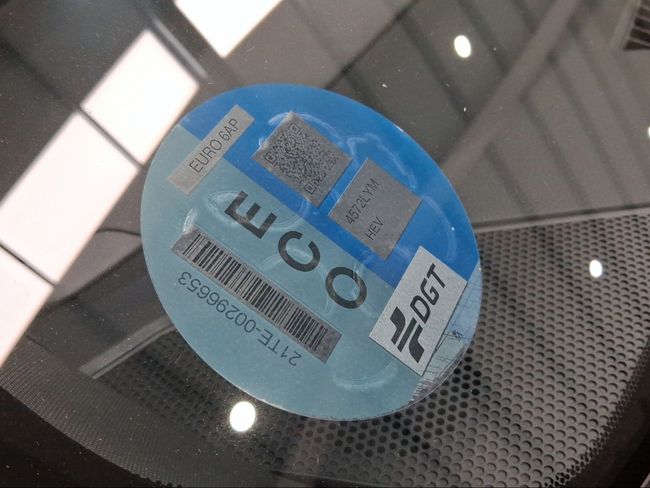 EURO 6AP
4572LYM
HEV
ECO
21TE-00296653
DGT